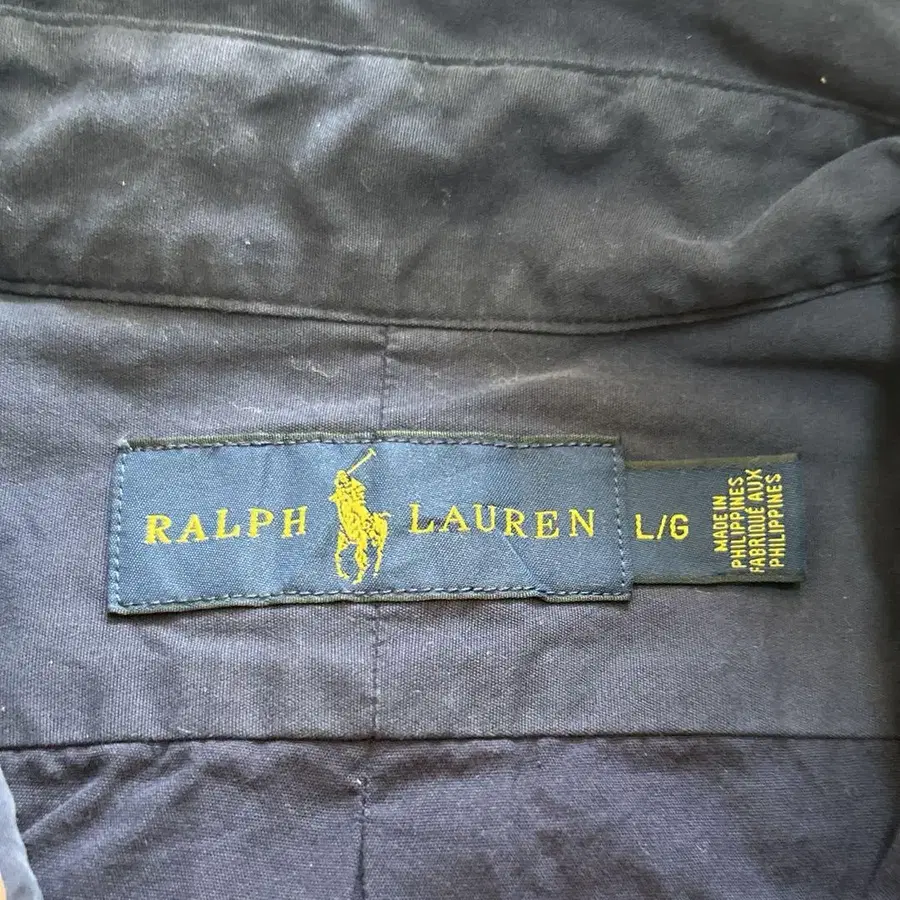 RALPH LAUREN
L/G
MADE IN
PHILIPPINES
FABRIQUÉ AUX
PHILIPPINES